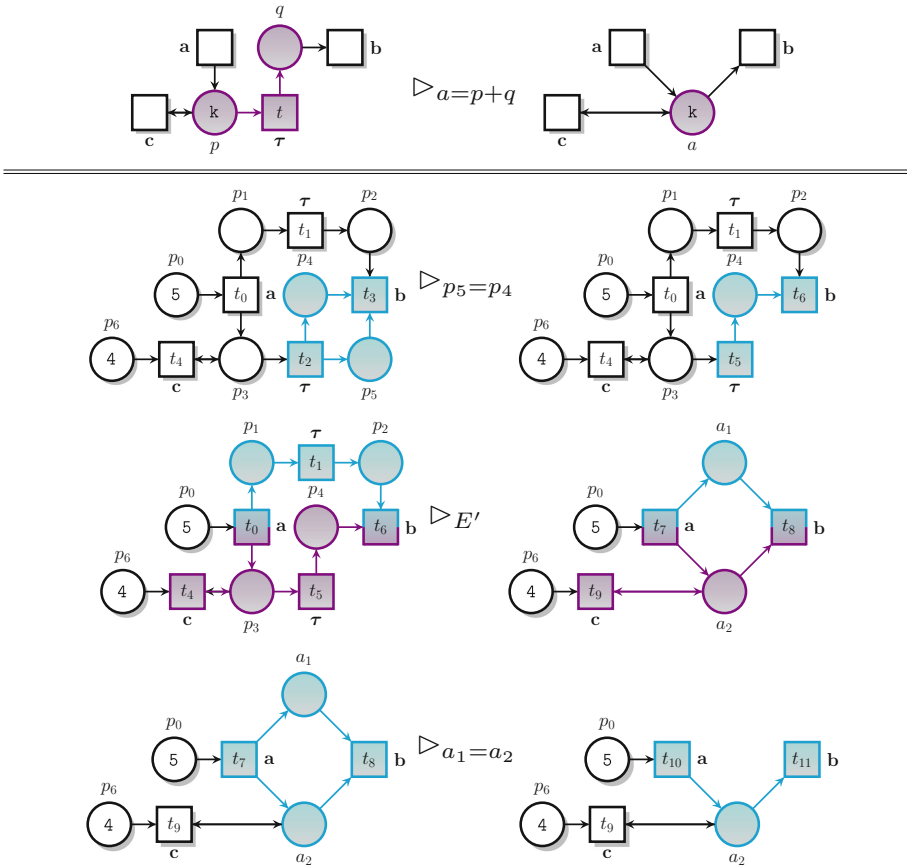 q
a b
k t ▷a=p+q k
c p τ c a
a b
p1 τ p2 p1 τ p2
t1 t1
p0 p4 p0 p4
5 t0 a t3 b ▷p5=p4 5 t0 a t6 b
p6 p6
4 t4 t2 4 t4 t5
c p3 τ p5 c p3 τ
p1 τ p2 a1
t1
p0 p4 p0
5 t0 a t6 b ▷E′ 5 t7 a t8 b
p6 p6
4 t4 t5 4 t9
c p3 τ c a2
a1
p0 p0
5 t7 a t8 b ▷a1=a2 5 t10 a t11 b
p6 p6
4 t9 4 t9
c a2 c a2